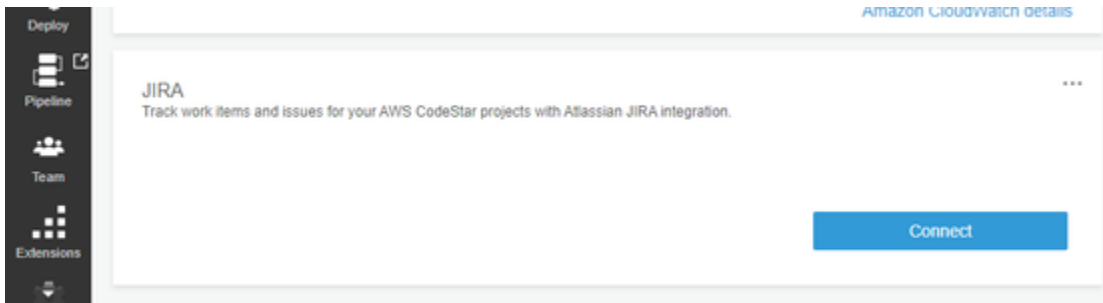 Amazon CloudWatch details
Deploy
Pipeline
Team
Extensions
JIRA
...
Track work items and issues for your AWS CodeStar projects with Atlassian JIRA integration.
Connect